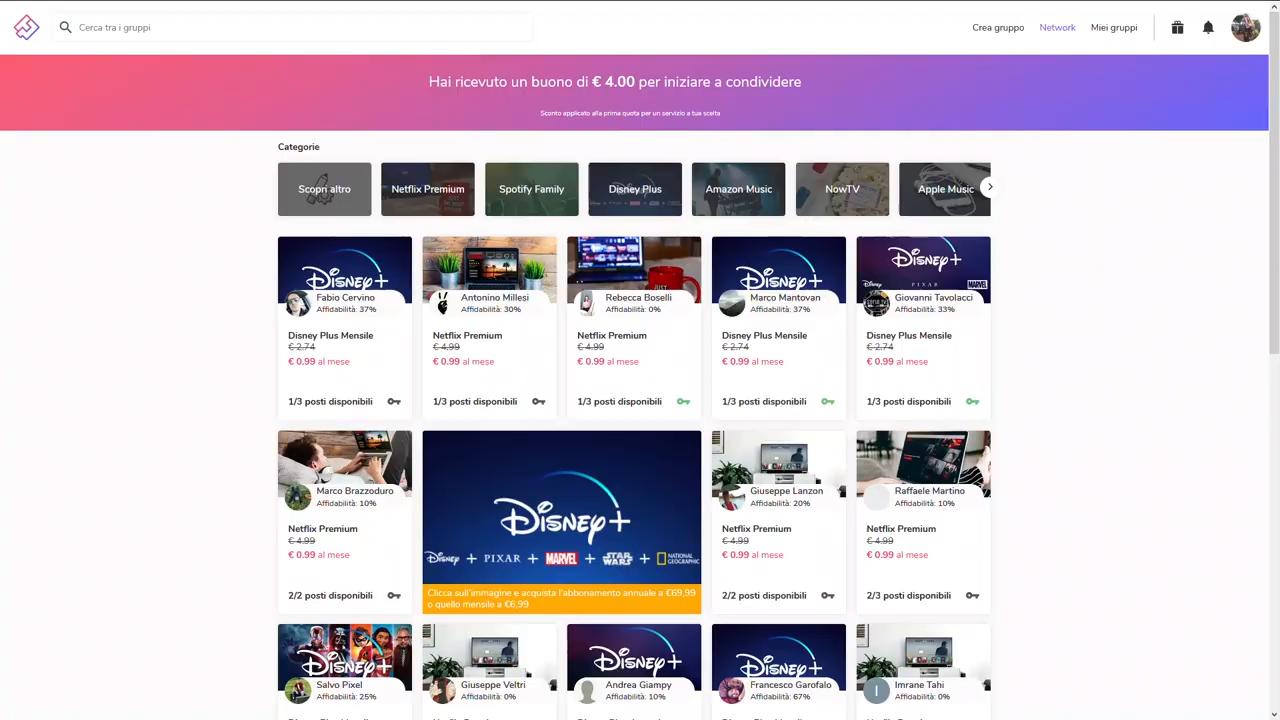 Cerca tra i gruppi
Crea gruppo
Network
Miei gruppi
Hai ricevuto un buono di € 4.00 per iniziare a condividere
Sconto applicato alla prima quota per un servizio a tua scelta
Categorie
Scopri altro
Netflix Premium
Spotify Family
Disney Plus
Amazon Music
NowTV
Apple Music
Disney+
Fabio Cervino
Affidabilità: 37%
Disney Plus Mensile
€ 2.74
€ 0.99 al mese
1/3 posti disponibili
Antonino Millesi
Affidabilità: 30%
Netflix Premium
€ 4.99
€ 0.99 al mese
1/3 posti disponibili
JUST
Rebecca Boselli
Affidabilità: 0%
Netflix Premium
€ 4.99
€ 0.99 al mese
1/3 posti disponibili
Disney+
Marco Mantovan
Affidabilità: 37%
Disney Plus Mensile
€ 2.74
€ 0.99 al mese
1/3 posti disponibili
Disney+
Disney PIXAR MARVEL
Giovanni Tavolacci
Affidabilità: 33%
Disney Plus Mensile
€ 2.74
€ 0.99 al mese
1/3 posti disponibili
Marco Brazzoduro
Affidabilità: 10%
Netflix Premium
€ 4.99
€ 0.99 al mese
2/2 posti disponibili
Disney+
Disney + PIXAR + MARVEL + STAR WARS + NATIONAL GEOGRAPHIC
Clicca sull'immagine e acquista l'abbonamento annuale a €69,99
o quello mensile a €6,99
Giuseppe Lanzon
Affidabilità: 20%
Netflix Premium
€ 4.99
€ 0.99 al mese
2/2 posti disponibili
Raffaele Martino
Affidabilità: 10%
Netflix Premium
€ 4.99
€ 0.99 al mese
2/3 posti disponibili
Disney+
Salvo Pixel
Affidabilità: 25%
Giuseppe Veltri
Affidabilità: 0%
Disney+
Andrea Giampy
Affidabilità: 10%
Disney+
Francesco Garofalo
Affidabilità: 67%
I
Imrane Tahi
Affidabilità: 0%